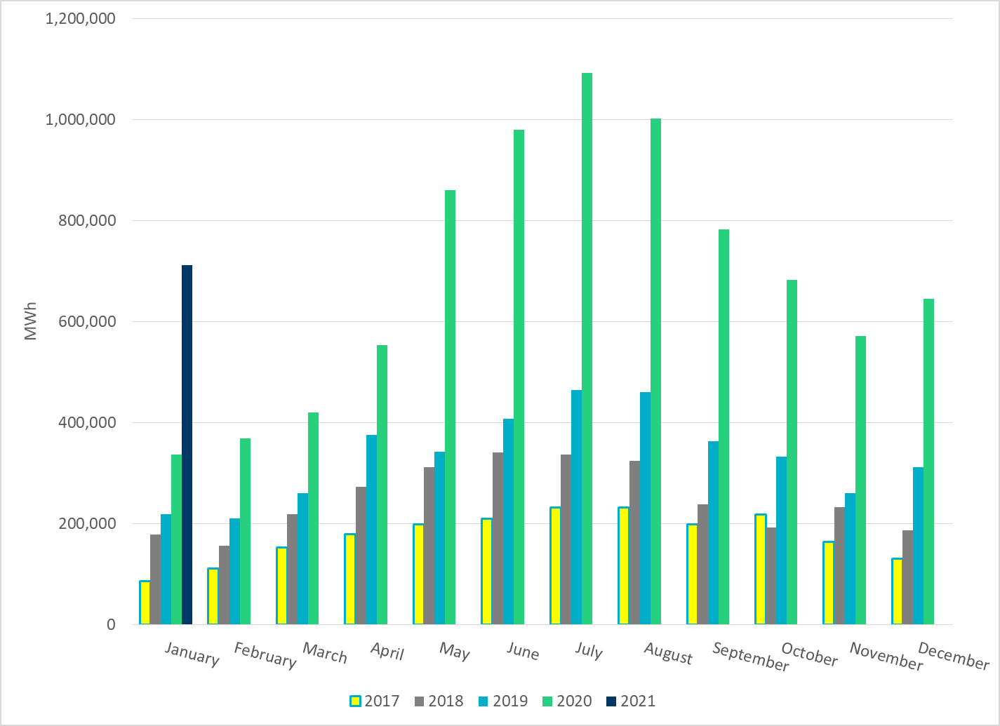 1,200,000
1,000,000
800,000
600,000
400,000
200,000
0
MWh
January February March April May June July August September October November December
2017 2018 2019 2020 2021